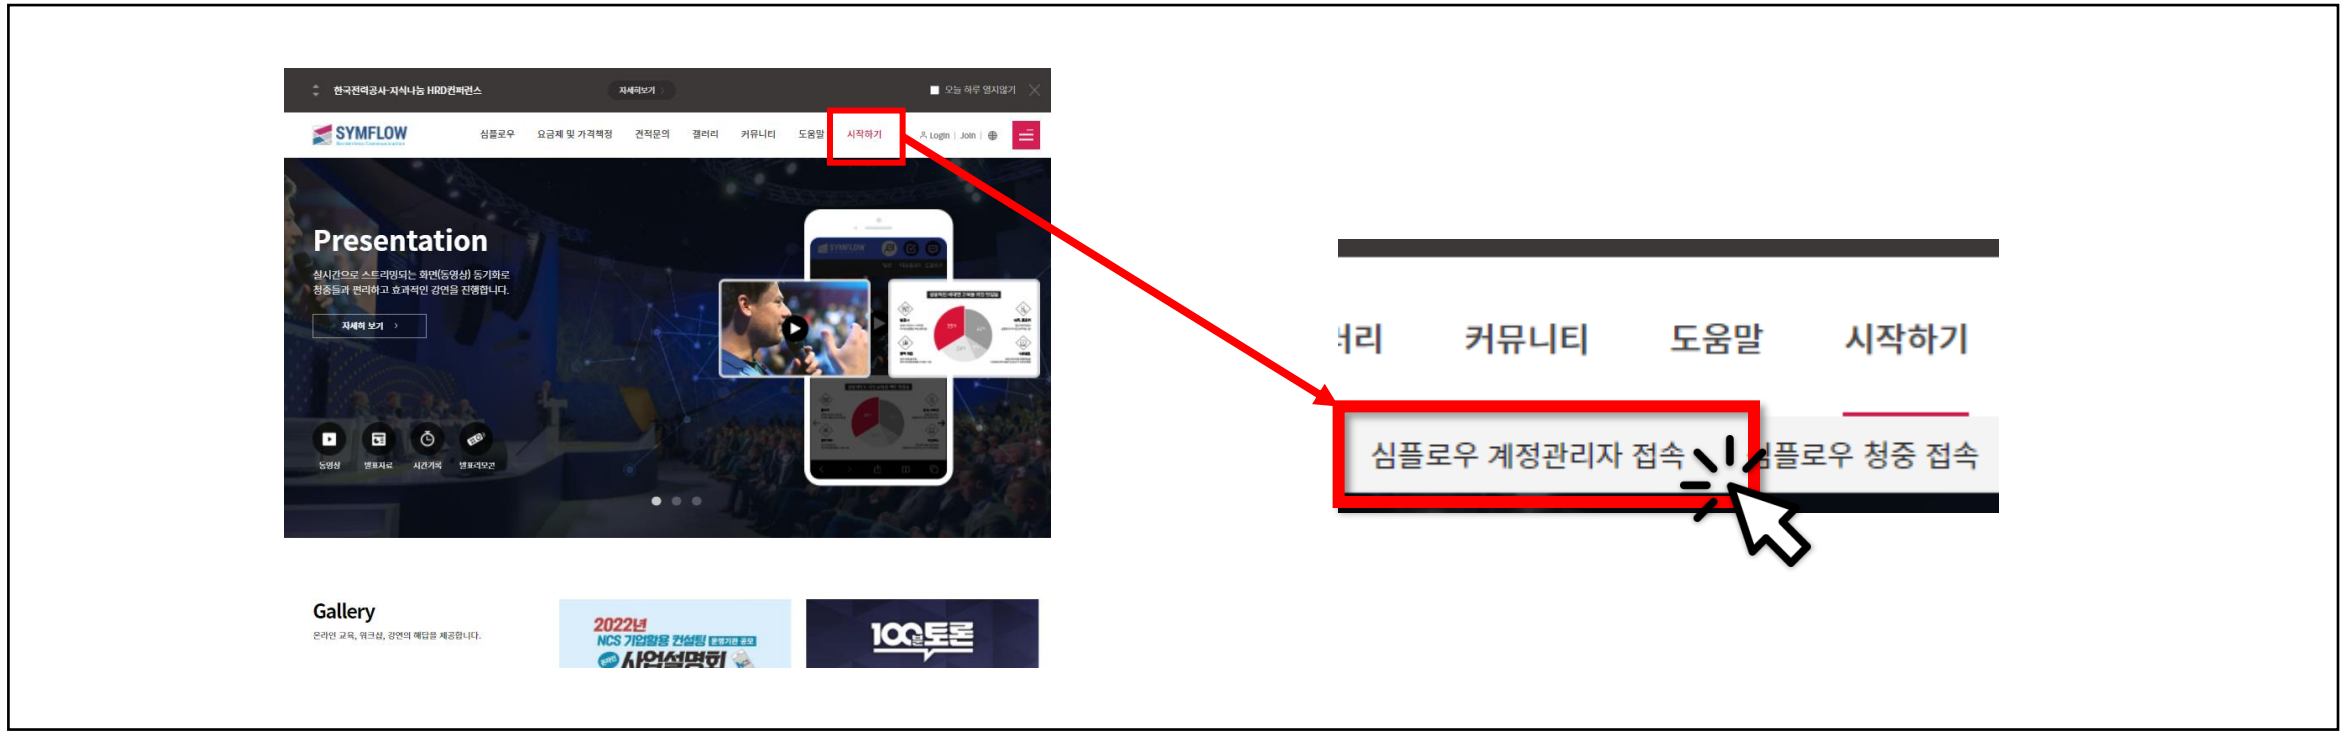 한국전력공사-지식나눔 HRD컨퍼런스
자세히보기
오늘 하루 열지않기
SYMFLOW
심플로우 요금제 및 가격책정 견적문의 갤러리 커뮤니티 도움말 시작하기
Login | Join |
Presentation
실시간으로 스트리밍되는 화면(동영상) 동기화로
청중들과 편리하고 효과적인 강연을 진행합니다.
자세히 보기 >
동영상 발표자료 시간기록 발표리모컨
SYMFLOW
Gallery
온라인 교육, 워크샵, 강연의 해답을 제공합니다.
2022년
NCS 기업활용 컨설팅 운영기관 공모
온라인 사업설명회
100분토론
커뮤니티 도움말 시작하기
심플로우 계정관리자 접속
심플로우 청중 접속